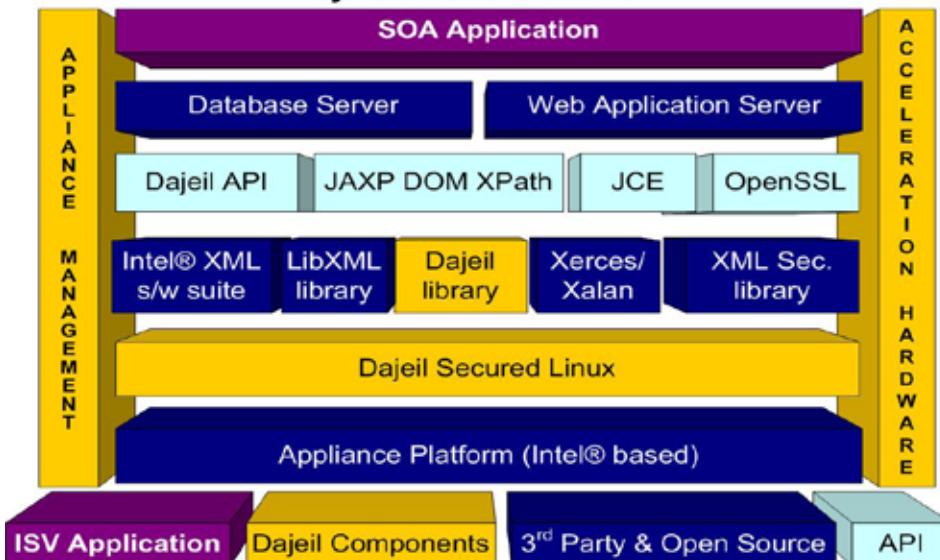 SOA Application
APPLIANCE MANAGEMENT
ACCELERATION HARDWARE
Database Server
Web Application Server
Dajeil API
JAXP DOM XPath
JCE
OpenSSL
Intel® XML
s/w suite
LibXML
library
Dajeil
library
Xerces/
Xalan
XML Sec.
library
Dajeil Secured Linux
Appliance Platform (Intel® based)
ISV Application
Dajeil Components
3rd Party & Open Source
API